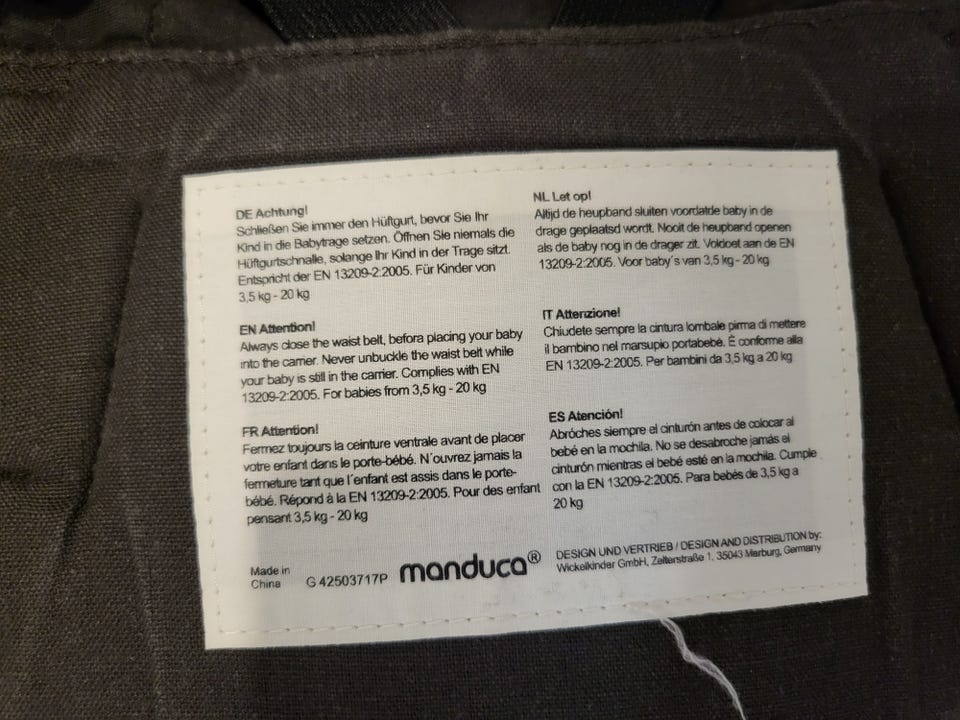 DE Achtung!
Schließen Sie immer den Hüftgurt, bevor Sie Ihr
Kind in die Babytrage setzen. Öffnen Sie niemals die
Hüftgurtschnalle, solange Ihr Kind in der Trage sitzt.
Entspricht der EN 13209-2:2005. Für Kinder von
3,5 kg - 20 kg
EN Attention!
Always close the waist belt, befora placing your baby
into the carrier. Never unbuckle the waist belt while
your baby is still in the carrier. Complies with EN
13209-2:2005. For babies from 3,5 kg - 20 kg
FR Attention!
Fermez toujours la ceinture ventrale avant de placer
votre enfant dans le porte-bébé. N´ouvrez jamais la
fermeture tant que l´enfant est assis dans le porte-
bébé. Répond à la EN 13209-2:2005. Pour des enfant
pensant 3,5 kg - 20 kg
NL Let op!
Altijd de heupband sluiten voordatde baby in de
drage geplaatsd wordt. Nooit de heupband openen
als de baby nog in de drager zit. Voldoet aan de EN
13209-2:2005. Voor baby´s van 3,5 kg - 20 kg
IT Attenzione!
Chiudete sempre la cintura lombale pirma di mettere
il bambino nel marsupio portabebé. È conforme alla
EN 13209-2:2005. Per bambini da 3,5 kg a 20 kg
ES Atención!
Abróches siempre el cinturón antes de colocar al
bebé en la mochila. No se desabroche jamás el
cinturón mientras el bebé esté en la mochila. Cumple
con la EN 13209-2:2005. Para bebés de 3,5 kg a
20 kg
Made in
China
G 42503717P
manduca®
DESIGN UND VERTRIEB / DESIGN AND DISTRIBUTION by:
Wickelkinder GmbH, Zeiterstraße 1, 35043 Marburg, Germany